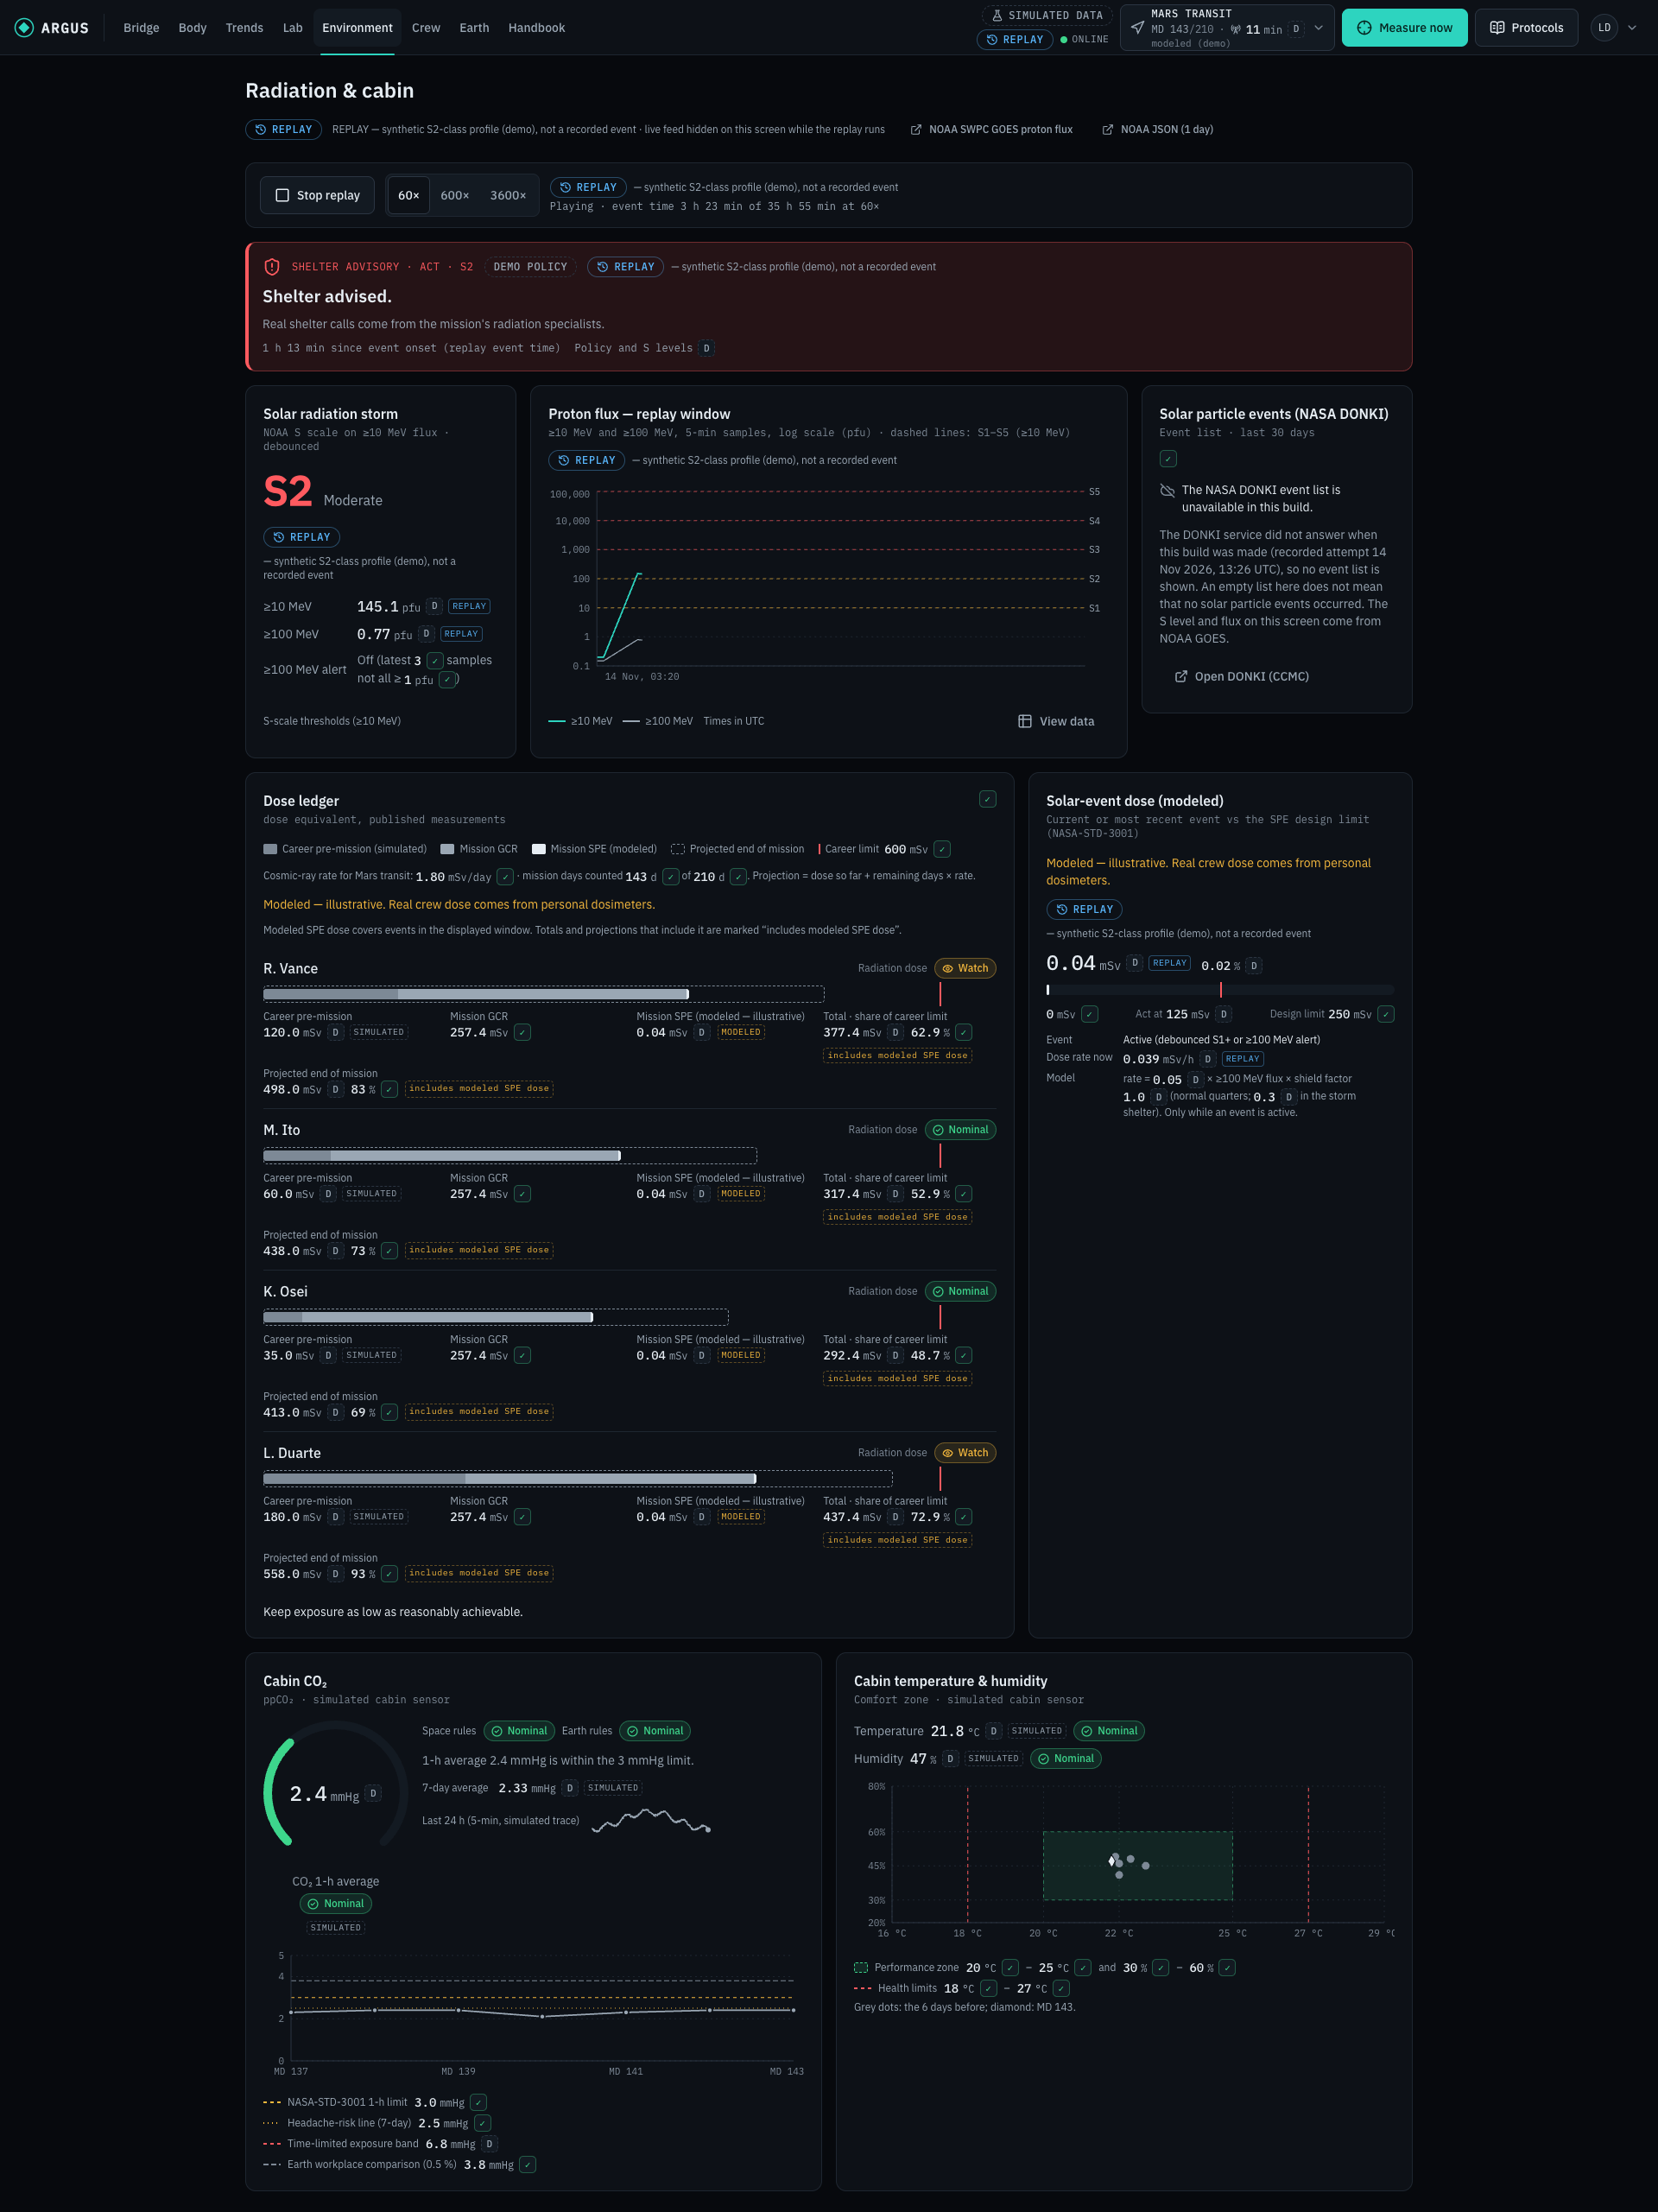 ARGUS
Bridge
Body
Trends
Lab
Environment
Crew
Earth
Handbook
SIMULATED DATA
REPLAY
ONLINE
MARS TRANSIT
MD 143/210 · 11 min D
modeled (demo)
Measure now
Protocols
LD
Radiation & cabin
REPLAY
REPLAY — synthetic S2-class profile (demo), not a recorded event · live feed hidden on this screen while the replay runs
NOAA SWPC GOES proton flux
NOAA JSON (1 day)
Stop replay
60×
600×
3600×
REPLAY — synthetic S2-class profile (demo), not a recorded event
Playing · event time 3 h 23 min of 35 h 55 min at 60×
SHELTER ADVISORY · ACT · S2
DEMO POLICY
REPLAY — synthetic S2-class profile (demo), not a recorded event
Shelter advised.
Real shelter calls come from the mission's radiation specialists.
1 h 13 min since event onset (replay event time) Policy and S levels D
Solar radiation storm
NOAA S scale on ≥10 MeV flux ·
debounced
S2 Moderate
REPLAY
— synthetic S2-class profile (demo), not a
recorded event
≥10 MeV 145.1 pfu D REPLAY
≥100 MeV 0.77 pfu D REPLAY
≥100 MeV alert Off (latest 3 ✓ samples
not all ≥ 1 pfu ✓)
S-scale thresholds (≥10 MeV)
Proton flux — replay window
≥10 MeV and ≥100 MeV, 5-min samples, log scale (pfu) · dashed lines: S1–S5 (≥10 MeV)
REPLAY — synthetic S2-class profile (demo), not a recorded event
100,000 S5
10,000 S4
1,000 S3
100 S2
10 S1
1
0.1
14 Nov, 03:20
≥10 MeV
≥100 MeV
Times in UTC
View data
Solar particle events (NASA DONKI)
Event list · last 30 days
✓
The NASA DONKI event list is
unavailable in this build.
The DONKI service did not answer when
this build was made (recorded attempt 14
Nov 2026, 13:26 UTC), so no event list is
shown. An empty list here does not mean
that no solar particle events occurred. The
S level and flux on this screen come from
NOAA GOES.
Open DONKI (CCMC)
Dose ledger
✓
dose equivalent, published measurements
Career pre-mission (simulated)
Mission GCR
Mission SPE (modeled)
Projected end of mission
Career limit 600 mSv ✓
Cosmic-ray rate for Mars transit: 1.80 mSv/day ✓ · mission days counted 143 d ✓ of 210 d ✓. Projection = dose so far + remaining days × rate.
Modeled — illustrative. Real crew dose comes from personal dosimeters.
Modeled SPE dose covers events in the displayed window. Totals and projections that include it are marked “includes modeled SPE dose”.
R. Vance
Radiation dose Watch
Career pre-mission Mission GCR Mission SPE (modeled — illustrative) Total · share of career limit
120.0 mSv D SIMULATED 257.4 mSv ✓ 0.04 mSv D MODELED 377.4 mSv D 62.9 % ✓
includes modeled SPE dose
Projected end of mission
498.0 mSv D 83 % ✓ includes modeled SPE dose
M. Ito
Radiation dose Nominal
Career pre-mission Mission GCR Mission SPE (modeled — illustrative) Total · share of career limit
60.0 mSv D SIMULATED 257.4 mSv ✓ 0.04 mSv D MODELED 317.4 mSv D 52.9 % ✓
includes modeled SPE dose
Projected end of mission
438.0 mSv D 73 % ✓ includes modeled SPE dose
K. Osei
Radiation dose Nominal
Career pre-mission Mission GCR Mission SPE (modeled — illustrative) Total · share of career limit
35.0 mSv D SIMULATED 257.4 mSv ✓ 0.04 mSv D MODELED 292.4 mSv D 48.7 % ✓
includes modeled SPE dose
Projected end of mission
413.0 mSv D 69 % ✓ includes modeled SPE dose
L. Duarte
Radiation dose Watch
Career pre-mission Mission GCR Mission SPE (modeled — illustrative) Total · share of career limit
180.0 mSv D SIMULATED 257.4 mSv ✓ 0.04 mSv D MODELED 437.4 mSv D 72.9 % ✓
includes modeled SPE dose
Projected end of mission
558.0 mSv D 93 % ✓ includes modeled SPE dose
Keep exposure as low as reasonably achievable.
Solar-event dose (modeled)
Current or most recent event vs the SPE design limit
(NASA-STD-3001)
Modeled — illustrative. Real crew dose comes from personal
dosimeters.
REPLAY
— synthetic S2-class profile (demo), not a recorded event
0.04 mSv D REPLAY 0.02 % D
0 mSv ✓ Act at 125 mSv D Design limit 250 mSv ✓
Event Active (debounced S1+ or ≥100 MeV alert)
Dose rate now 0.039 mSv/h D REPLAY
Model rate = 0.05 D × ≥100 MeV flux × shield factor
1.0 D (normal quarters; 0.3 D in the storm
shelter). Only while an event is active.
Cabin CO₂
ppCO₂ · simulated cabin sensor
2.4 mmHg D
CO₂ 1-h average
Nominal
SIMULATED
Space rules Nominal Earth rules Nominal
1-h average 2.4 mmHg is within the 3 mmHg limit.
7-day average 2.33 mmHg D SIMULATED
Last 24 h (5-min, simulated trace)
5
4
2
0
MD 137 MD 139 MD 141 MD 143
NASA-STD-3001 1-h limit 3.0 mmHg ✓
Headache-risk line (7-day) 2.5 mmHg ✓
Time-limited exposure band 6.8 mmHg D
Earth workplace comparison (0.5 %) 3.8 mmHg ✓
Cabin temperature & humidity
Comfort zone · simulated cabin sensor
Temperature 21.8 °C D SIMULATED Nominal
Humidity 47 % D SIMULATED Nominal
80%
60%
45%
30%
20%
16 °C 18 °C 20 °C 22 °C 25 °C 27 °C 29 °C
Performance zone 20 °C ✓ – 25 °C ✓ and 30 % ✓ – 60 % ✓
Health limits 18 °C ✓ – 27 °C ✓
Grey dots: the 6 days before; diamond: MD 143.